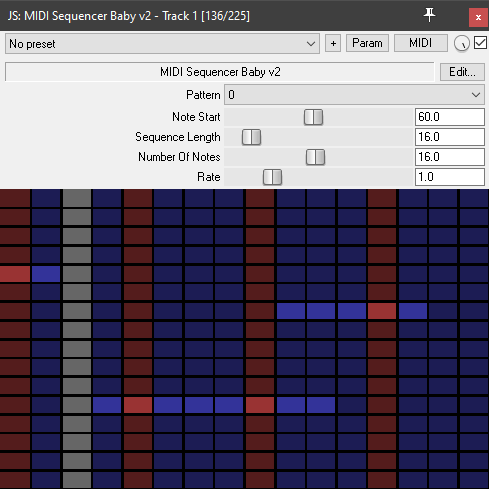 JS: MIDI Sequencer Baby v2 - Track 1 [136/225]
No preset + Param MIDI
MIDI Sequencer Baby v2 Edit...
Pattern 0
Note Start 60.0
Sequence Length 16.0
Number Of Notes 16.0
Rate 1.0